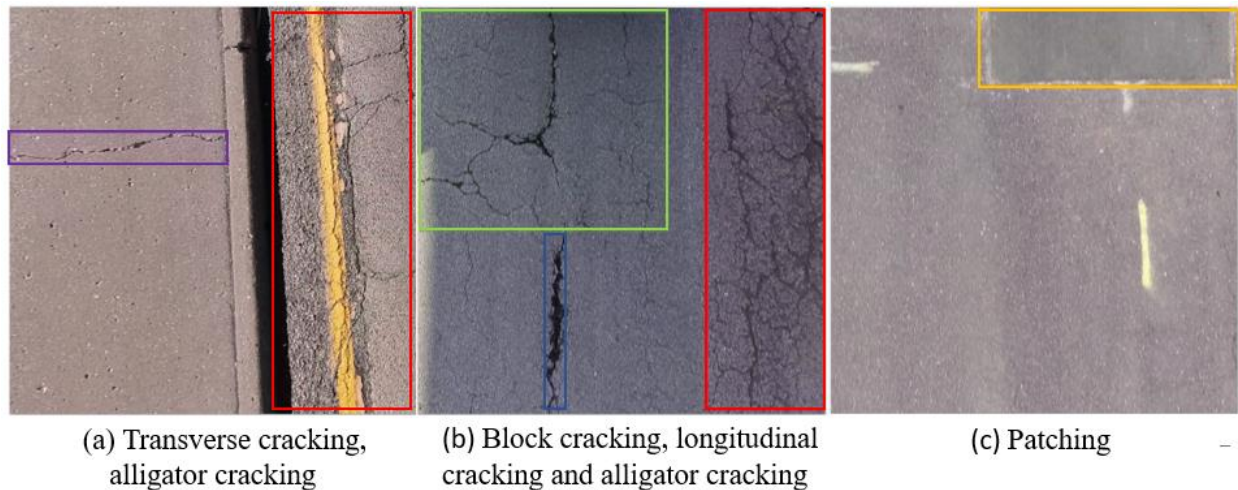 (a) Transverse cracking,
alligator cracking
(b) Block cracking, longitudinal
cracking and alligator cracking
(c) Patching